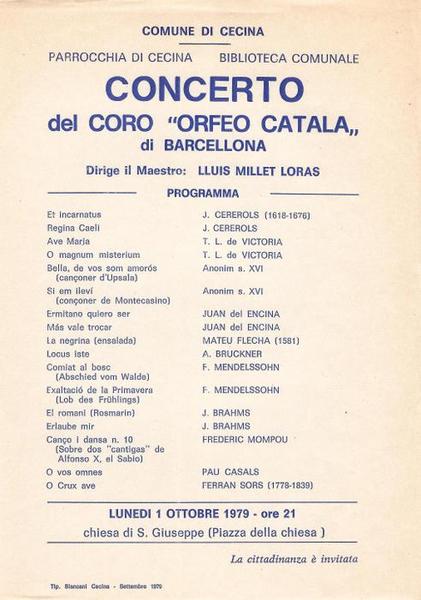 COMUNE DI CECINA
PARROCCHIA DI CECINA BIBLIOTECA COMUNALE
CONCERTO
del CORO “ORFEO CATALA„
di BARCELLONA
Dirige il Maestro: LLUIS MILLET LORAS
PROGRAMMA
Et incarnatus J. CEREROLS (1618-1676)
Regina Caeli J. CEREROLS
Ave Maria T. L. de VICTORIA
O magnum misterium T. L. de VICTORIA
Bella, de vos som amorós Anonim s. XVI
(cançoner d'Upsala)
Si em ileví Anonim s. XVI
(conçoner de Montecasino)
Ermitano quiero ser JUAN del ENCINA
Más vale trocar JUAN del ENCINA
La negrina (ensalada) MATEU FLECHA (1581)
Locus iste A. BRUCKNER
Comiat al bosc F. MENDELSSOHN
(Abschied vom Walde)
Exaltació de la Primavera F. MENDELSSOHN
(Lob des Frühlings)
El romani (Rosmarin) J. BRAHMS
Erlaube mir J. BRAHMS
Canço i dansa n. 10 FREDERIC MOMPOU
(Sobre dos "cantigas" de
Alfonso X, el Sabio)
O vos omnes PAU CASALS
O Crux ave FERRAN SORS (1778-1839)
LUNEDI 1 OTTOBRE 1979 - ore 21
chiesa di S. Giuseppe (Piazza della chiesa )
La cittadinanza è invitata
Tip. Biancani Cecina - Settembre 1979